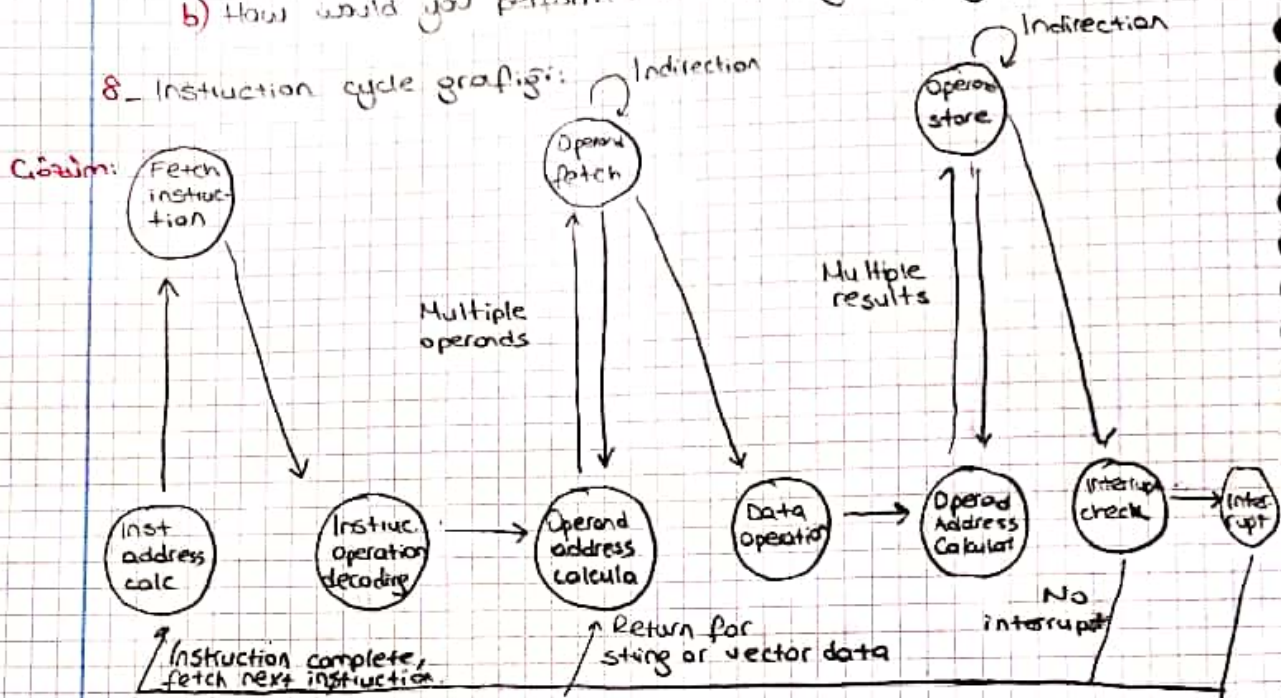 b) How would you
8_ Instruction cycle grafiği:
Çözüm:
Fetch
instruc-
tion
Indirection
Operand
fetch
Indirection
Operand
store
Multiple
operands
Multiple
results
Inst
address
calc
Instruc.
operation
decoding
Operand
address
calcula
Data
operation
Operad
Address
Calculat
Interrupt
check
Inter-
rupt
No
interrupt
Instruction complete,
fetch next instruction.
Return for
sting or vector data